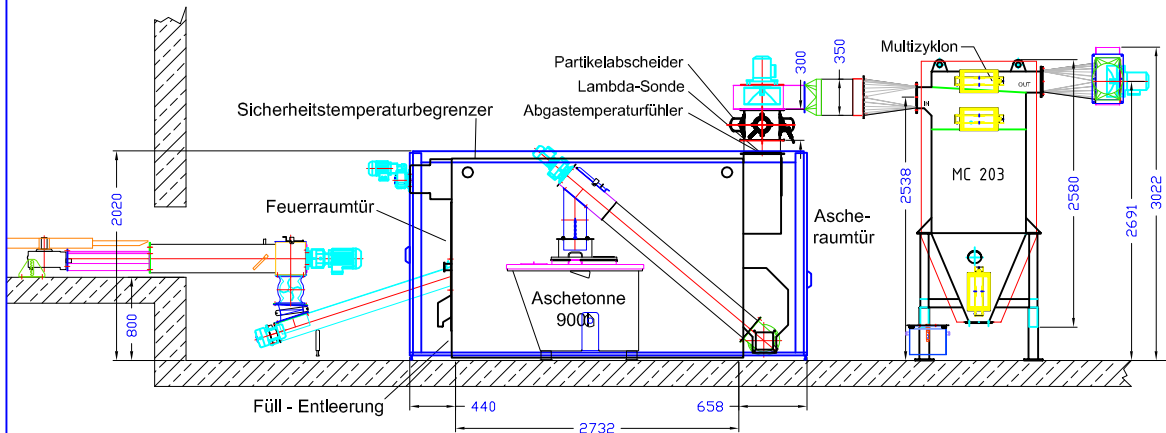 Partikelabscheider
Lambda-Sonde
Abgastemperaturfühler
Sicherheitstemperaturbegrenzer
Multizyklon
300
350
IN
OUT
MC 203
2538
2580
2691
3022
2020
800
Feuerraumtür
Asche-
raumtür
Aschetonne
900l
Füll - Entleerung
440
2732
658